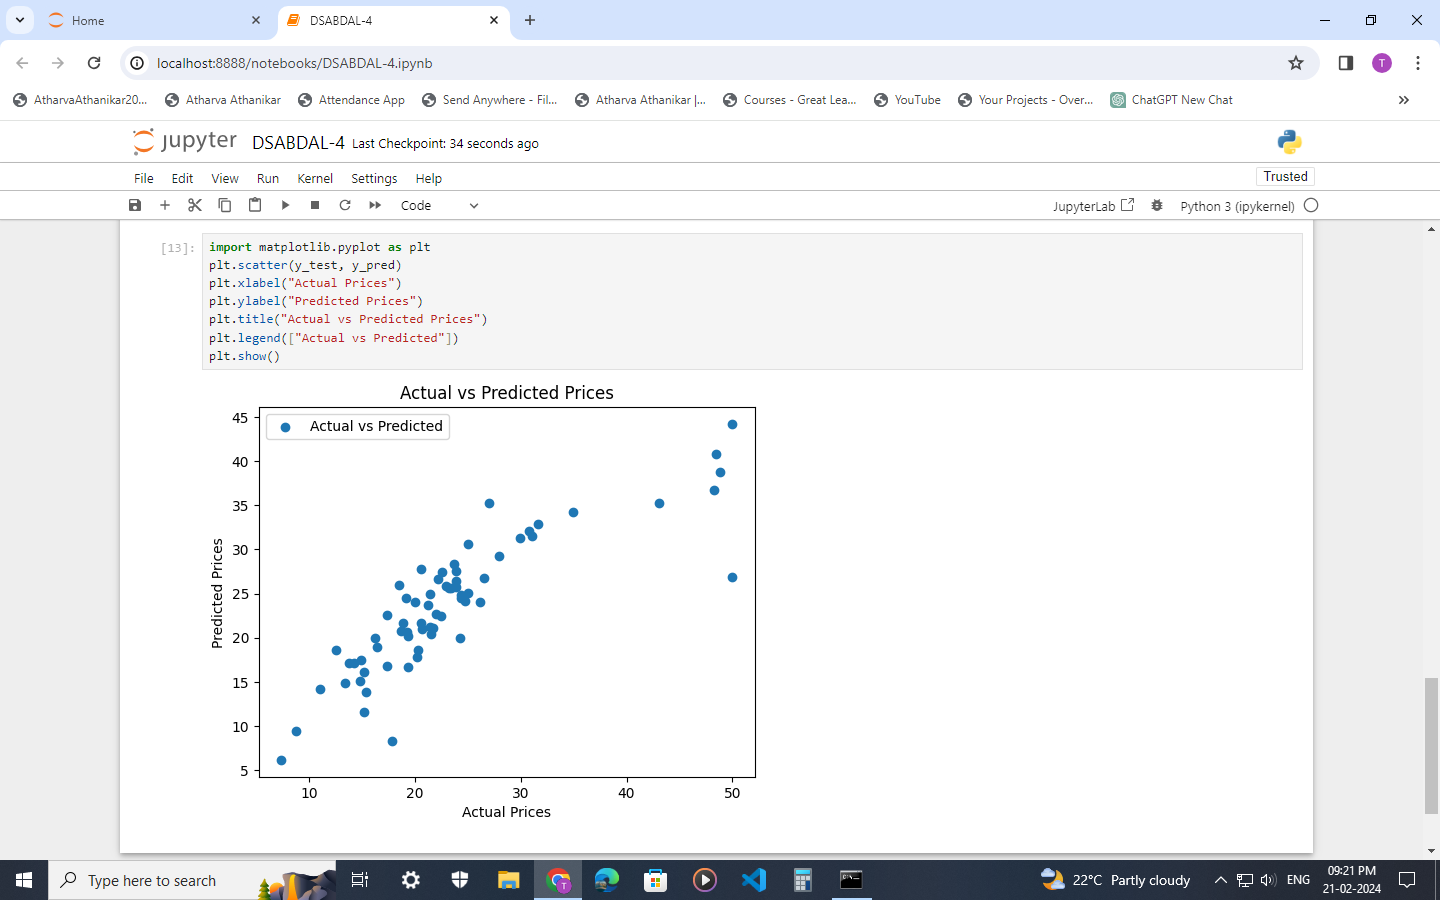 Home
DSABDAL-4
localhost:8888/notebooks/DSABDAL-4.ipynb
T
AtharvaAthanikar20...
Atharva Athanikar
Attendance App
Send Anywhere - Fil...
Atharva Athanikar |...
Courses - Great Lea...
YouTube
Your Projects - Over...
ChatGPT New Chat
jupyter DSABDAL-4 Last Checkpoint: 34 seconds ago
File Edit View Run Kernel Settings Help
Trusted
Code
JupyterLab
Python 3 (ipykernel)
[13]:
import matplotlib.pyplot as plt
plt.scatter(y_test, y_pred)
plt.xlabel("Actual Prices")
plt.ylabel("Predicted Prices")
plt.title("Actual vs Predicted Prices")
plt.legend(["Actual vs Predicted"])
plt.show()
Actual vs Predicted Prices
Actual vs Predicted
45
40
35
30
25
20
15
10
5
Predicted Prices
10 20 30 40 50
Actual Prices
Type here to search
T
22°C Partly cloudy
ENG
09:21 PM
21-02-2024